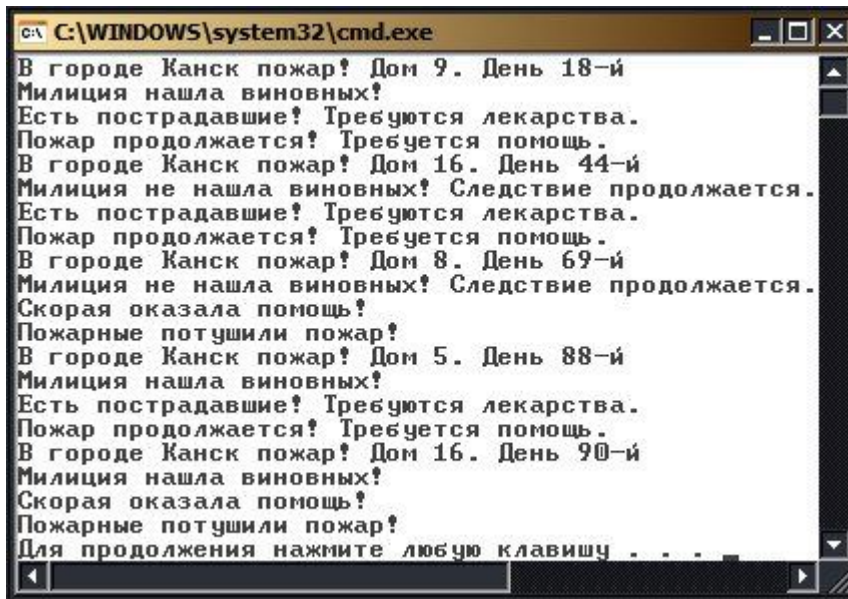 C:\WINDOWS\system32\cmd.exe
В городе Канск пожар! Дом 9. День 18-й
Милиция нашла виновных!
Есть пострадавшие! Требуются лекарства.
Пожар продолжается! Требуется помощь.
В городе Канск пожар! Дом 16. День 44-й
Милиция не нашла виновных! Следствие продолжается.
Есть пострадавшие! Требуются лекарства.
Пожар продолжается! Требуется помощь.
В городе Канск пожар! Дом 8. День 69-й
Милиция не нашла виновных! Следствие продолжается.
Скорая оказала помощь!
Пожарные потушили пожар!
В городе Канск пожар! Дом 5. День 88-й
Милиция нашла виновных!
Есть пострадавшие! Требуются лекарства.
Пожар продолжается! Требуется помощь.
В городе Канск пожар! Дом 16. День 90-й
Милиция нашла виновных!
Скорая оказала помощь!
Пожарные потушили пожар!
Для продолжения нажмите любую клавишу . . . _